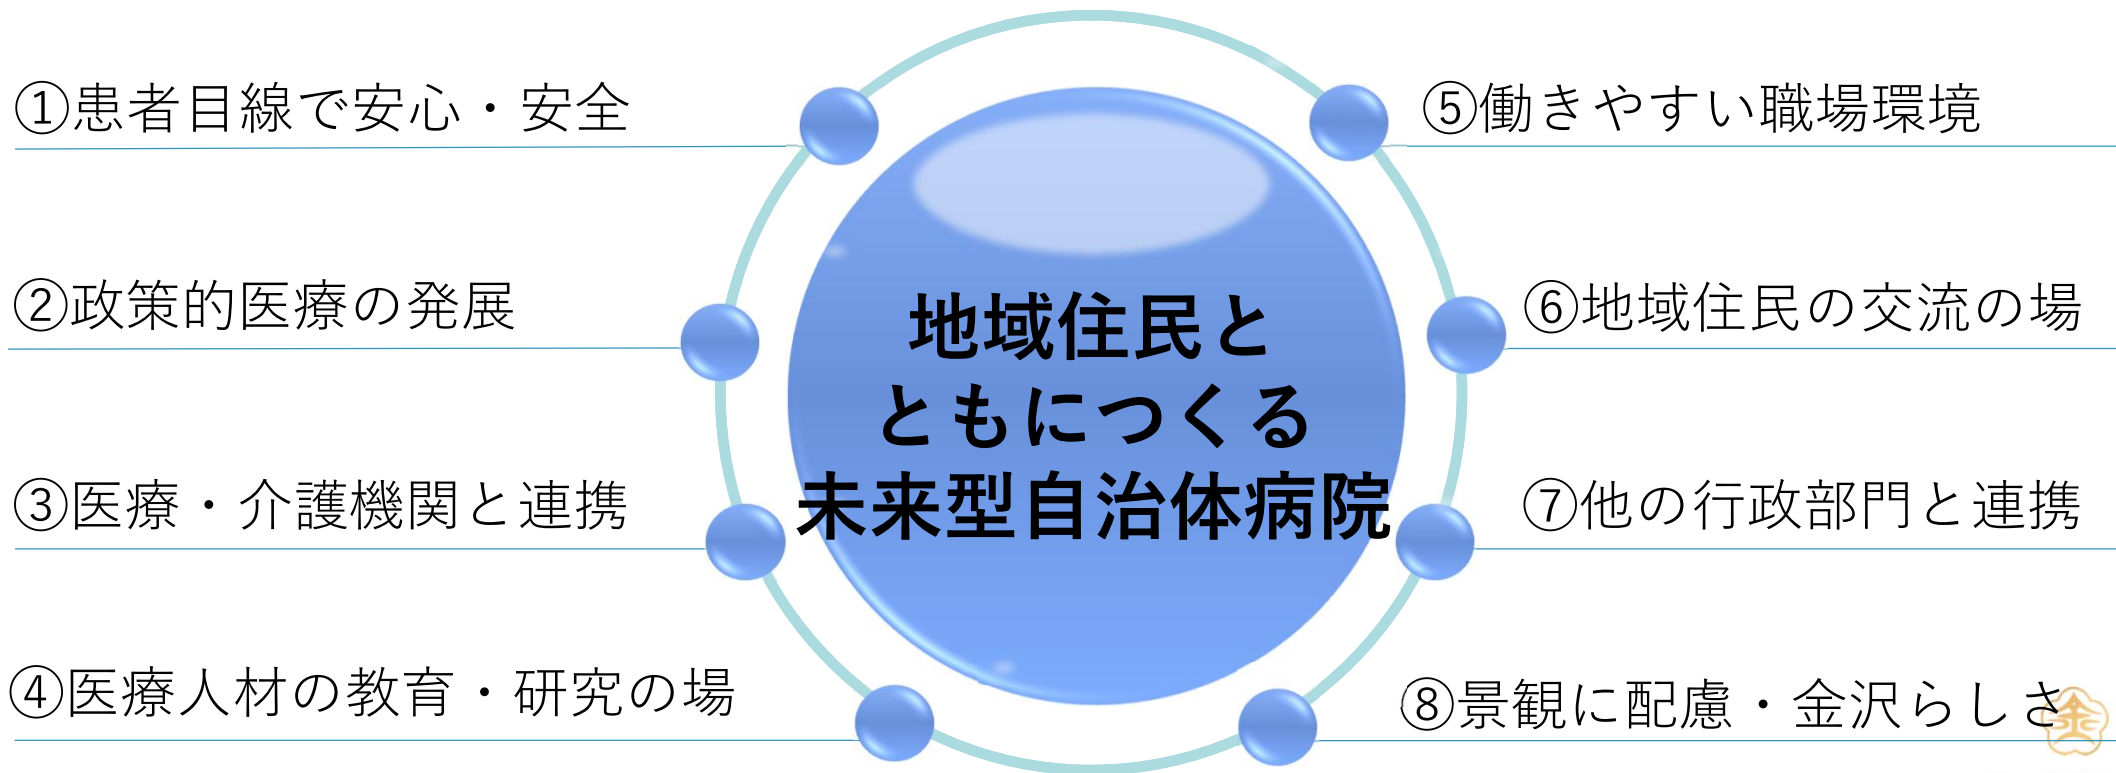 ①患者目線で安心・安全
②政策的医療の発展
③医療・介護機関と連携
④医療人材の教育・研究の場
地域住民と
ともにつくる
未来型自治体病院
⑤働きやすい職場環境
⑥地域住民の交流の場
⑦他の行政部門と連携
⑧景観に配慮・金沢らしさ